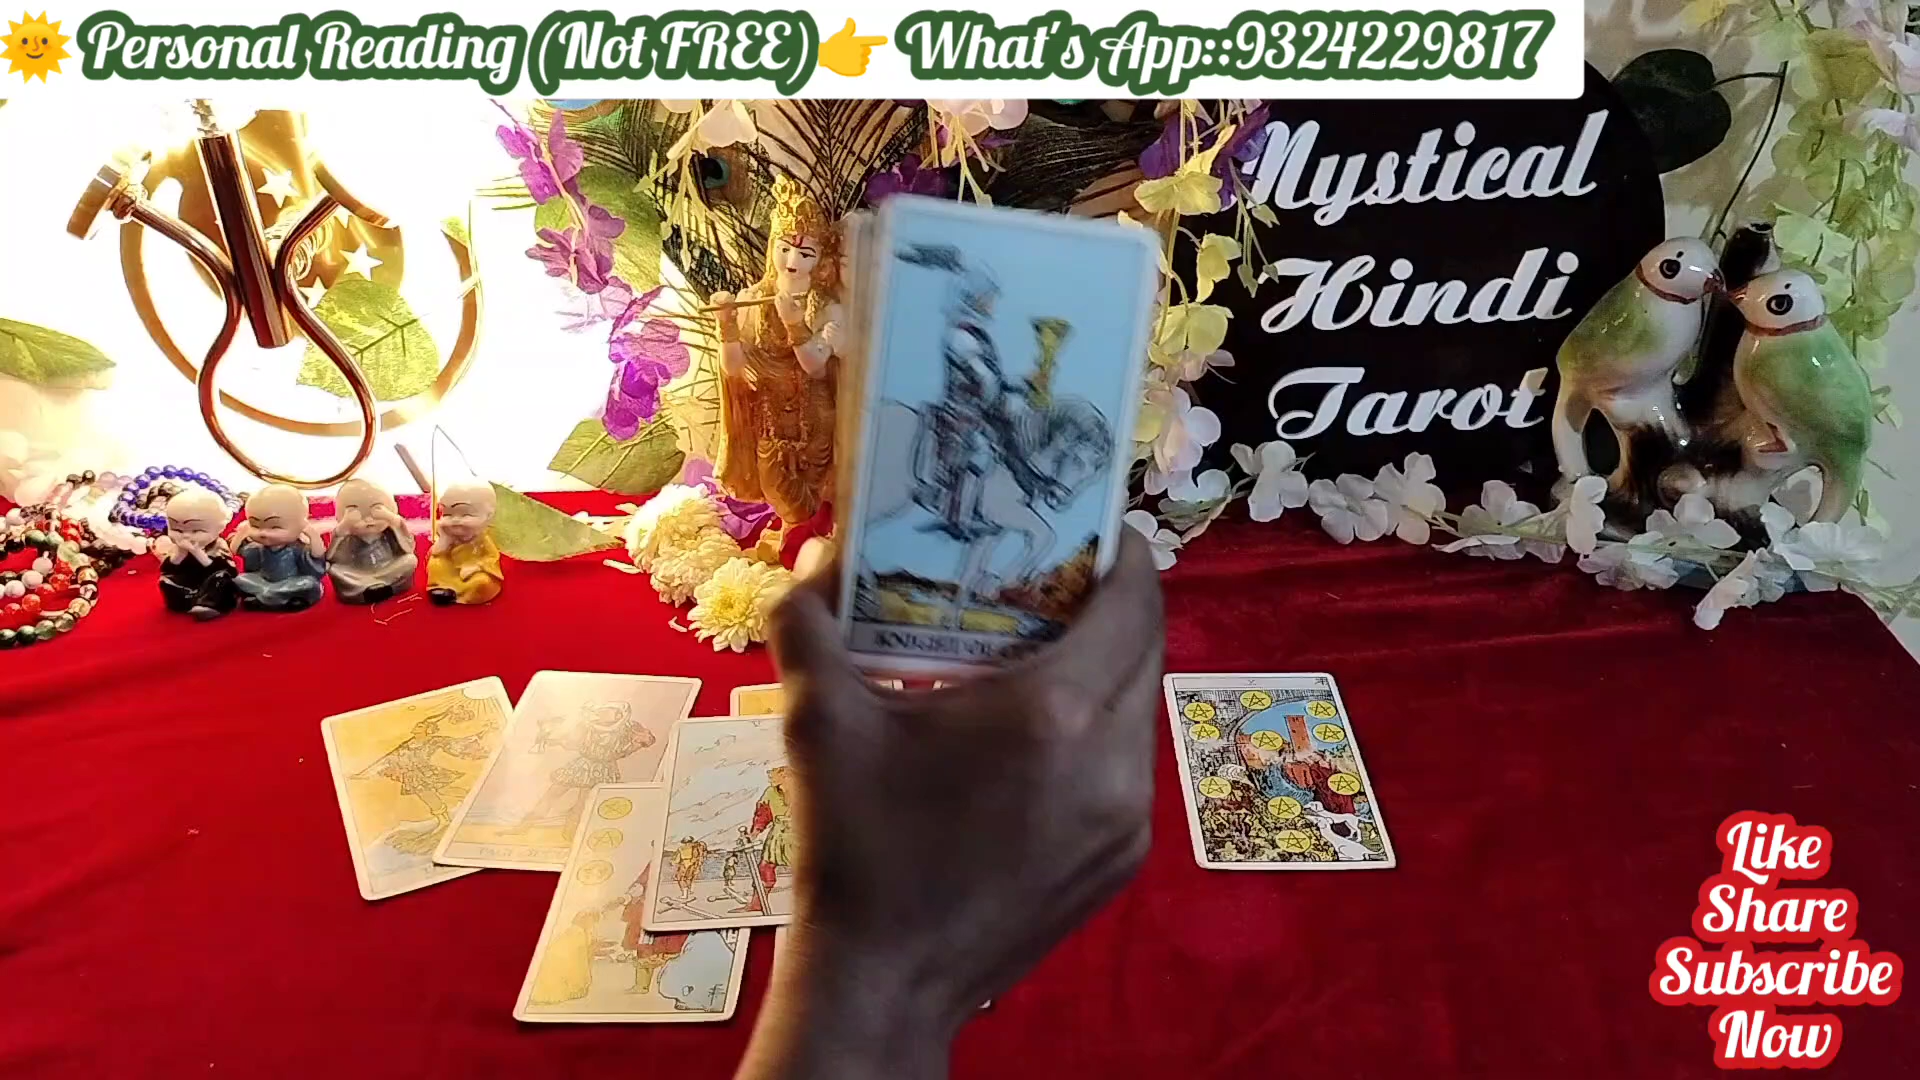 Personal Reading (Not FREE) What's App::9324229817
Mystical
Hindi
Tarot
X
Like
Share
Subscribe
Now